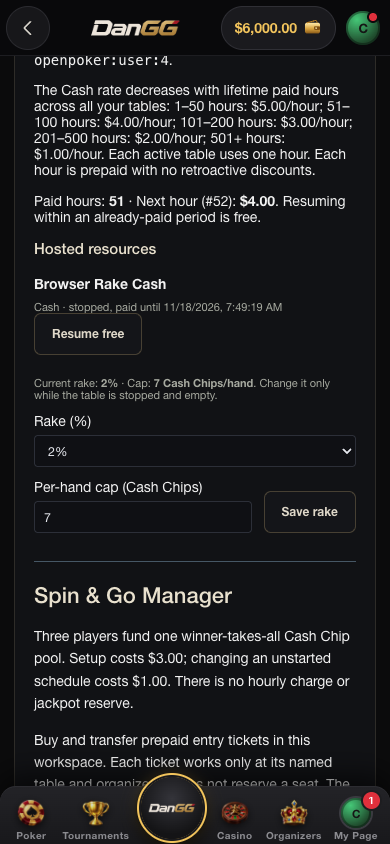 DanGG
$6,000.00
C
openpoker:user:4.
The Cash rate decreases with lifetime paid hours
across all your tables: 1–50 hours: $5.00/hour; 51–
100 hours: $4.00/hour; 101–200 hours: $3.00/hour;
201–500 hours: $2.00/hour; 501+ hours:
$1.00/hour. Each active table uses one hour. Each
hour is prepaid with no retroactive discounts.
Paid hours: 51 · Next hour (#52): $4.00. Resuming
within an already-paid period is free.
Hosted resources
Browser Rake Cash
Cash · stopped, paid until 11/18/2026, 7:49:19 AM
Resume free
Current rake: 2% · Cap: 7 Cash Chips/hand. Change it only
while the table is stopped and empty.
Rake (%)
2%
Per-hand cap (Cash Chips)
7
Save rake
Spin & Go Manager
Three players fund one winner-takes-all Cash Chip
pool. Setup costs $3.00; changing an unstarted
schedule costs $1.00. There is no hourly charge or
jackpot reserve.
Buy and transfer prepaid entry tickets in this
workspace. Each ticket works only at its named
table and organize s not reserve a seat. The
DanGG
C
1
Poker
Tournaments
Casino
Organizers
My Page